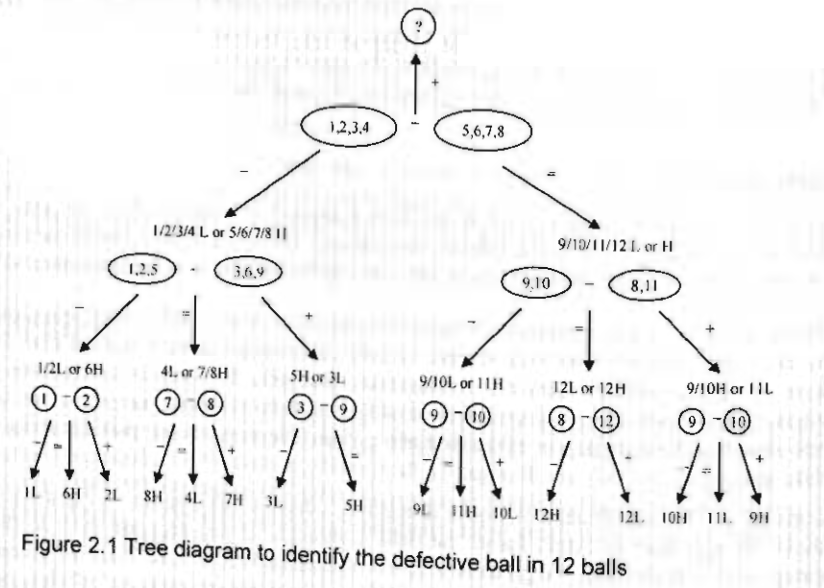 ?
+
1,2,3,4 - 5,6,7,8
- =
1/2/3/4 L or 5/6/7/8 H
9/10/11/12 L or H
1,2,5 - 3,6,9
9,10 - 8,11
- = +
- = +
1/2L or 6H 4L or 7/8H 5H or 3L
9/10L or 11H 12L or 12H 9/10H or 11L
1 - 2 7 - 8 3 - 9
9 - 10 8 - 12 9 - 10
- = + - = + - =
- = + - + - = +
1L 6H 2L 8H 4L 7H 3L 5H
9L 11H 10L 12H 12L 10H 11L 9H
Figure 2.1 Tree diagram to identify the defective ball in 12 balls